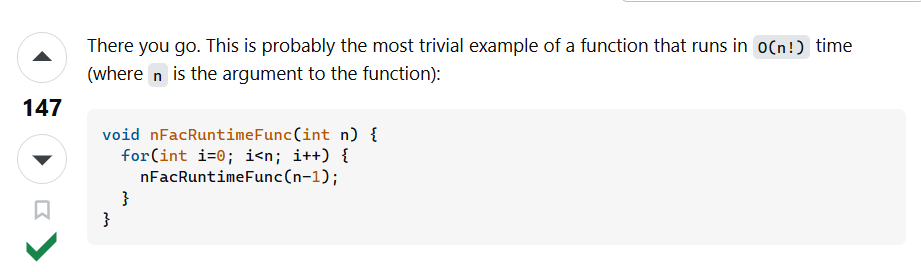 There you go. This is probably the most trivial example of a function that runs in O(n!) time
(where n is the argument to the function):
147
void nFacRuntimeFunc(int n) {
  for(int i=0; i<n; i++) {
    nFacRuntimeFunc(n-1);
  }
}